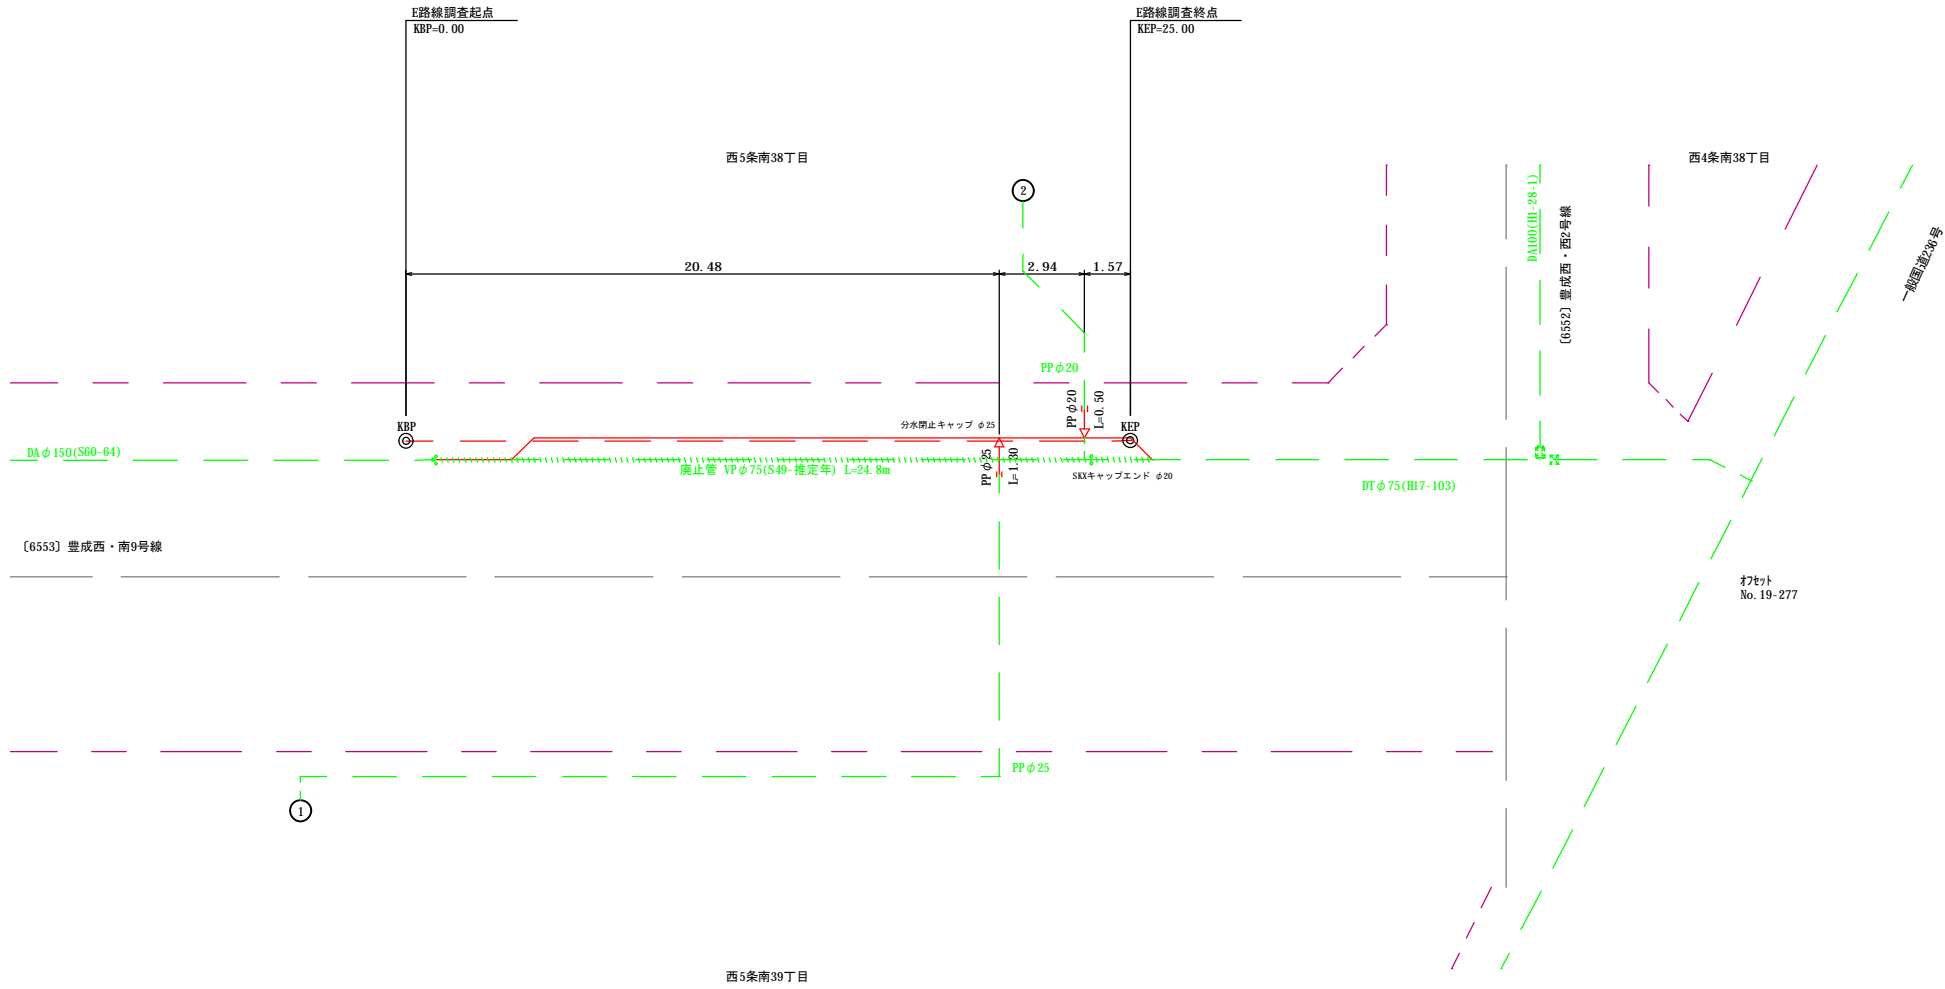 E路線調査起点
KBP=0.00
E路線調査終点
KEP=25.00
西5条南38丁目
西4条南38丁目
2
DA100(H1-28-1)
〔6552〕豊成西・西2号線
一般国道236号
20.48
2.94
1.57
PPφ20
PPφ20
L=0.50
KBP
分水閉止キャップ φ25
KEP
DAφ150(S60-64)
廃止管 VPφ75(S49-推定年) L=24.8m
PPφ25
L=1.30
SKXキャップエンド φ20
DTφ75(H17-103)
〔6553〕豊成西・南9号線
オフセット
No.19-277
PPφ25
1
西5条南39丁目